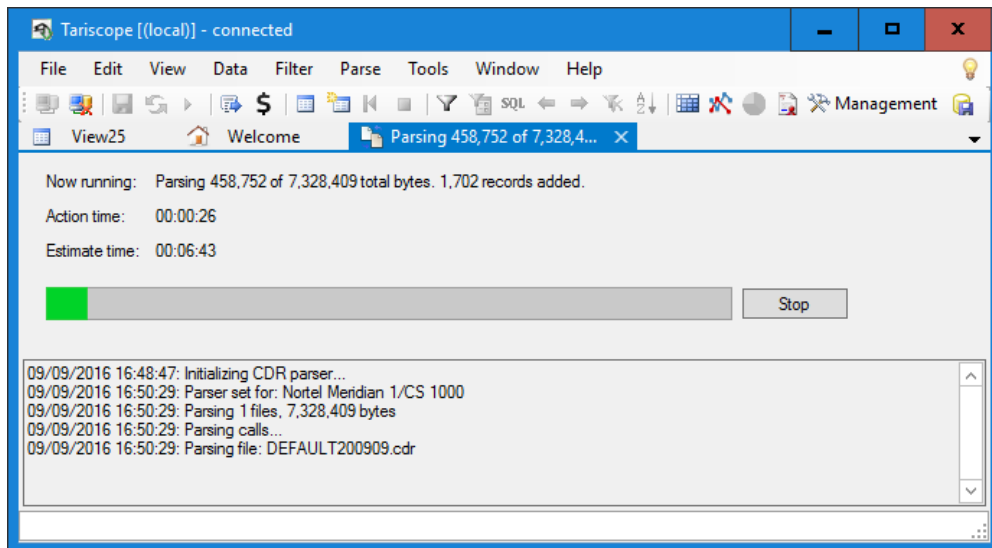 Tariscope [(local)] - connected
File Edit View Data Filter Parse Tools Window Help
$ SQL Management
View25 Welcome Parsing 458,752 of 7,328,4...
Now running: Parsing 458,752 of 7,328,409 total bytes. 1,702 records added.
Action time: 00:00:26
Estimate time: 00:06:43
Stop
09/09/2016 16:48:47: Initializing CDR parser...
09/09/2016 16:50:29: Parser set for: Nortel Meridian 1/CS 1000
09/09/2016 16:50:29: Parsing 1 files, 7,328,409 bytes
09/09/2016 16:50:29: Parsing calls...
09/09/2016 16:50:29: Parsing file: DEFAULT200909.cdr